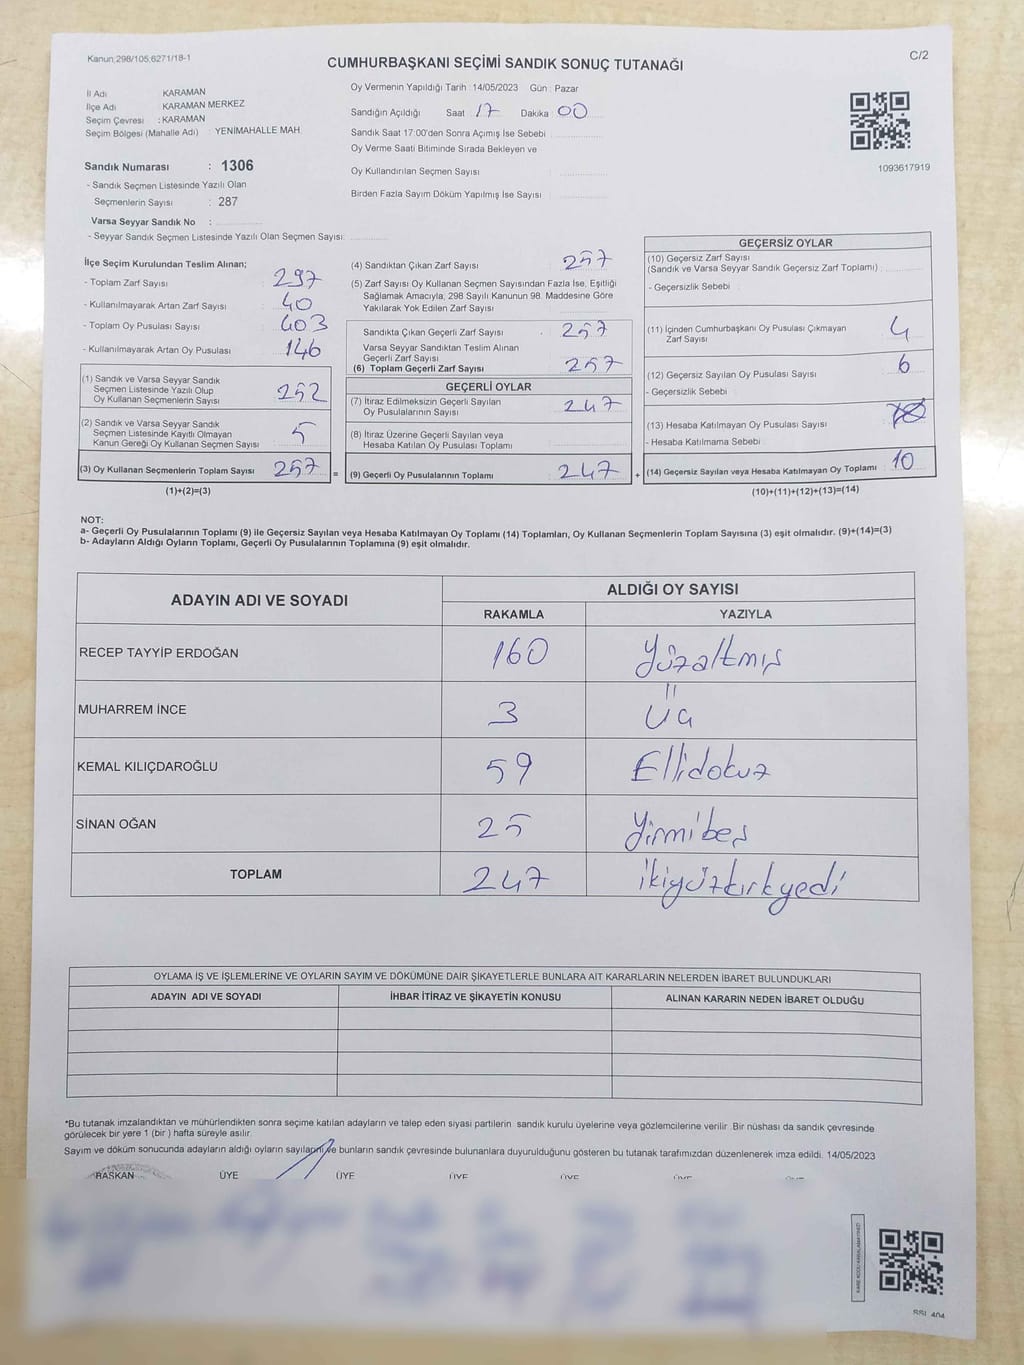 Kanun;298/105;6271/18-1
C/2
CUMHURBAŞKANI SEÇİMİ SANDIK SONUÇ TUTANAĞI
İl Adı KARAMAN
İlçe Adı KARAMAN MERKEZ
Seçim Çevresi : KARAMAN
Seçim Bölgesi (Mahalle Adı) : YENİMAHALLE MAH.
Sandık Numarası : 1306
- Sandık Seçmen Listesinde Yazılı Olan
Seçmenlerin Sayısı : 287
Varsa Seyyar Sandık No :
- Seyyar Sandık Seçmen Listesinde Yazılı Olan Seçmen Sayısı:
Oy Vermenin Yapıldığı Tarih : 14/05/2023 Gün : Pazar
Sandığın Açıldığı Saat : 17 Dakika : 00
Sandık Saat 17:00'den Sonra Açımış İse Sebebi :
Oy Verme Saati Bitiminde Sırada Bekleyen ve
Oy Kullandırılan Seçmen Sayısı :
Birden Fazla Sayım Döküm Yapılmış İse Sayısı :
1093617919
İlçe Seçim Kurulundan Teslim Alınan;
- Toplam Zarf Sayısı : 297
- Kullanılmayarak Artan Zarf Sayısı : 40
- Toplam Oy Pusulası Sayısı : 403
- Kullanılmayarak Artan Oy Pusulası : 146
(1) Sandık ve Varsa Seyyar Sandık
Seçmen Listesinde Yazılı Olup
Oy Kullanan Seçmenlerin Sayısı : 252
(2) Sandık ve Varsa Seyyar Sandık
Seçmen Listesinde Kayıtlı Olmayan
Kanun Gereği Oy Kullanan Seçmen Sayısı : 5
(3) Oy Kullanan Seçmenlerin Toplam Sayısı : 257 =
(1)+(2)=(3)
(4) Sandıktan Çıkan Zarf Sayısı : 257
(5) Zarf Sayısı Oy Kullanan Seçmen Sayısından Fazla İse, Eşitliği
Sağlamak Amacıyla; 298 Sayılı Kanunun 98. Maddesine Göre
Yakılarak Yok Edilen Zarf Sayısı :
Sandıkta Çıkan Geçerli Zarf Sayısı : 257
Varsa Seyyar Sandıktan Teslim Alınan
Geçerli Zarf Sayısı :
(6) Toplam Geçerli Zarf Sayısı : 257
GEÇERLİ OYLAR
(7) İtiraz Edilmeksizin Geçerli Sayılan
Oy Pusulalarının Sayısı : 247
(8) İtiraz Üzerine Geçerli Sayılan veya
Hesaba Katılan Oy Pusulası Toplamı :
(9) Geçerli Oy Pusulalarının Toplamı : 247 +
GEÇERSİZ OYLAR
(10) Geçersiz Zarf Sayısı
(Sandık ve Varsa Seyyar Sandık Geçersiz Zarf Toplamı) :
- Geçersizlik Sebebi :
(11) İçinden Cumhurbaşkanı Oy Pusulası Çıkmayan
Zarf Sayısı : 4
(12) Geçersiz Sayılan Oy Pusulası Sayısı : 6
- Geçersizlik Sebebi :
(13) Hesaba Katılmayan Oy Pusulası Sayısı :
- Hesaba Katılmama Sebebi :
(14) Geçersiz Sayılan veya Hesaba Katılmayan Oy Toplamı : 10
(10)+(11)+(12)+(13)=(14)
NOT:
a- Geçerli Oy Pusulalarının Toplamı (9) ile Geçersiz Sayılan veya Hesaba Katılmayan Oy Toplamı (14) Toplamları, Oy Kullanan Seçmenlerin Toplam Sayısına (3) eşit olmalıdır. (9)+(14)=(3)
b- Adayların Aldığı Oyların Toplamı, Geçerli Oy Pusulalarının Toplamına (9) eşit olmalıdır.
ADAYIN ADI VE SOYADI ALDIĞI OY SAYISI
RAKAMLA YAZIYLA
RECEP TAYYİP ERDOĞAN 160 Yüzaltmış
MUHARREM İNCE 3 Üç
KEMAL KILIÇDAROĞLU 59 Ellidokuz
SİNAN OĞAN 25 Yirmibeş
TOPLAM 247 ikiyüzkırkyedi
OYLAMA İŞ VE İŞLEMLERİNE VE OYLARIN SAYIM VE DÖKÜMÜNE DAİR ŞİKAYETLERLE BUNLARA AİT KARARLARIN NELERDEN İBARET BULUNDUKLARI
ADAYIN ADI VE SOYADI İHBAR İTİRAZ VE ŞİKAYETİN KONUSU ALINAN KARARIN NEDEN İBARET OLDUĞU
*Bu tutanak imzalandıktan ve mühürlendikten sonra seçime katılan adayların ve talep eden siyasi partilerin sandık kurulu üyelerine veya gözlemcilerine verilir. Bir nüshası da sandık çevresinde
görülecek bir yere 1 (bir ) hafta süreyle asılır.
Sayım ve döküm sonucunda adayların aldığı oyların sayılarını ve bunların sandık çevresinde bulunanlara duyurulduğunu gösteren bu tutanak tarafımızdan düzenlenerek imza edildi. 14/05/2023
BAŞKAN ÜYE ÜYE ÜYE ÜYE ÜYE